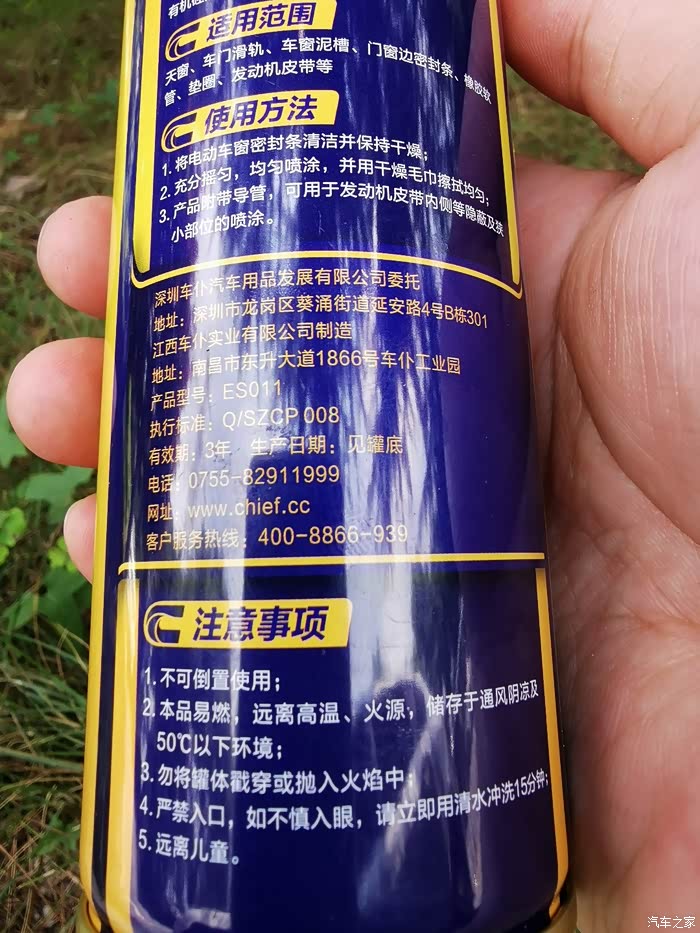 有机硅
适用范围
天窗、车门滑轨、车窗泥槽、门窗边密封条、橡胶软
管、垫圈、发动机皮带等
使用方法
1. 将电动车窗密封条清洁并保持干燥；
2. 充分摇匀，均匀喷涂，并用干燥毛巾擦拭均匀；
3. 产品附带导管，可用于发动机皮带内侧等隐蔽及狭
小部位的喷涂。
深圳车仆汽车用品发展有限公司委托
地址：深圳市龙岗区葵涌街道延安路4号B栋301
江西车仆实业有限公司制造
地址：南昌市东升大道1866号车仆工业园
产品型号：ES011
执行标准：Q/SZCP 008
有效期：3年 生产日期：见罐底
电话：0755-82911999
网址：www.chief.cc
客户服务热线：400-8866-939
注意事项
1. 不可倒置使用；
2. 本品易燃，远离高温、火源，储存于通风阴凉及
50℃以下环境；
3. 勿将罐体戳穿或抛入火焰中；
4. 严禁入口，如不慎入眼，请立即用清水冲洗15分钟；
5. 远离儿童。
汽车之家